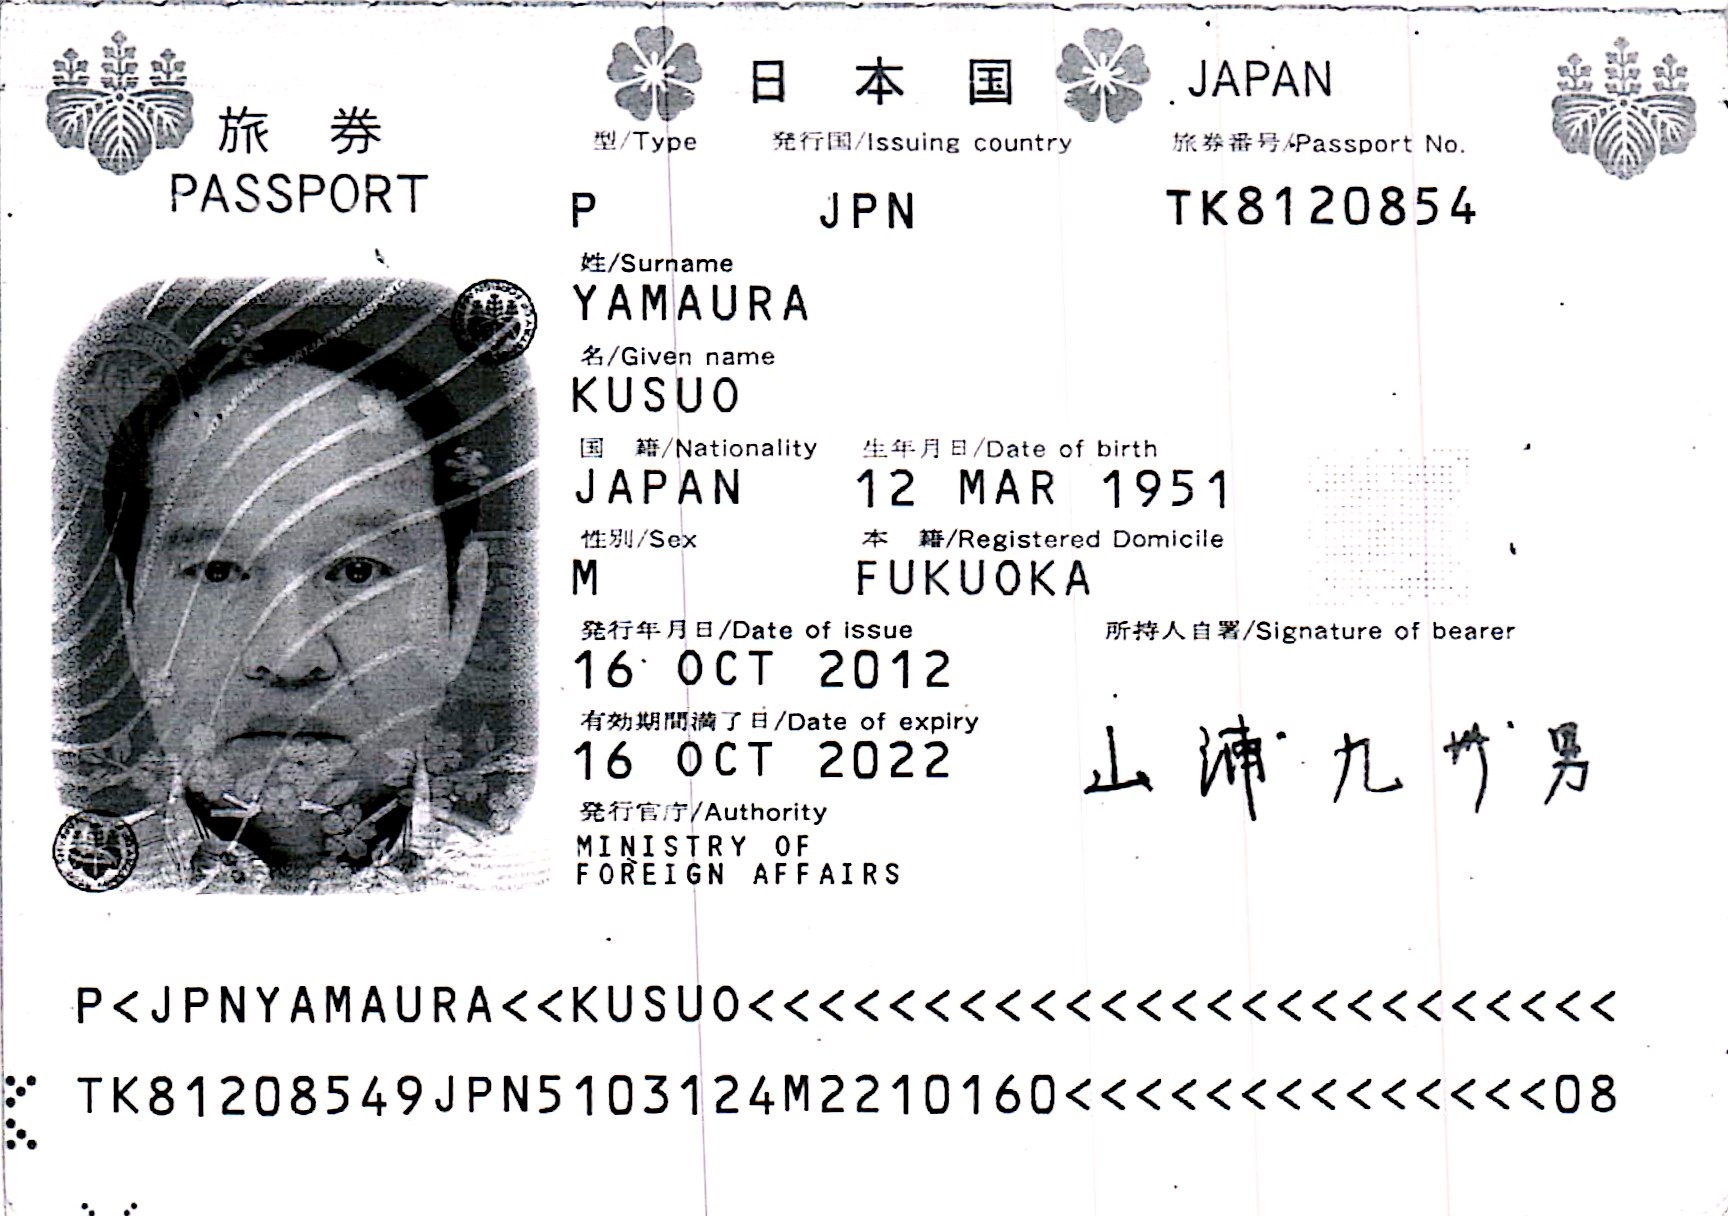 日本国 JAPAN
旅券
PASSPORT
型/Type 発行国/Issuing country 旅券番号/Passport No.
P JPN TK8120854
姓/Surname
YAMAURA
名/Given name
KUSUO
国 籍/Nationality 生年月日/Date of birth
JAPAN 12 MAR 1951
性別/Sex 本 籍/Registered Domicile
M FUKUOKA
発行年月日/Date of issue 所持人自署/Signature of bearer
16 OCT 2012
有効期間満了日/Date of expiry
16 OCT 2022
山浦九州男
発行官庁/Authority
MINISTRY OF
FOREIGN AFFAIRS
P<JPNYAMAURA<<KUSUO<<<<<<<<<<<<<<<<<<<<<<<<<
TK81208549JPN5103124M2210160<<<<<<<<<<<<<<08